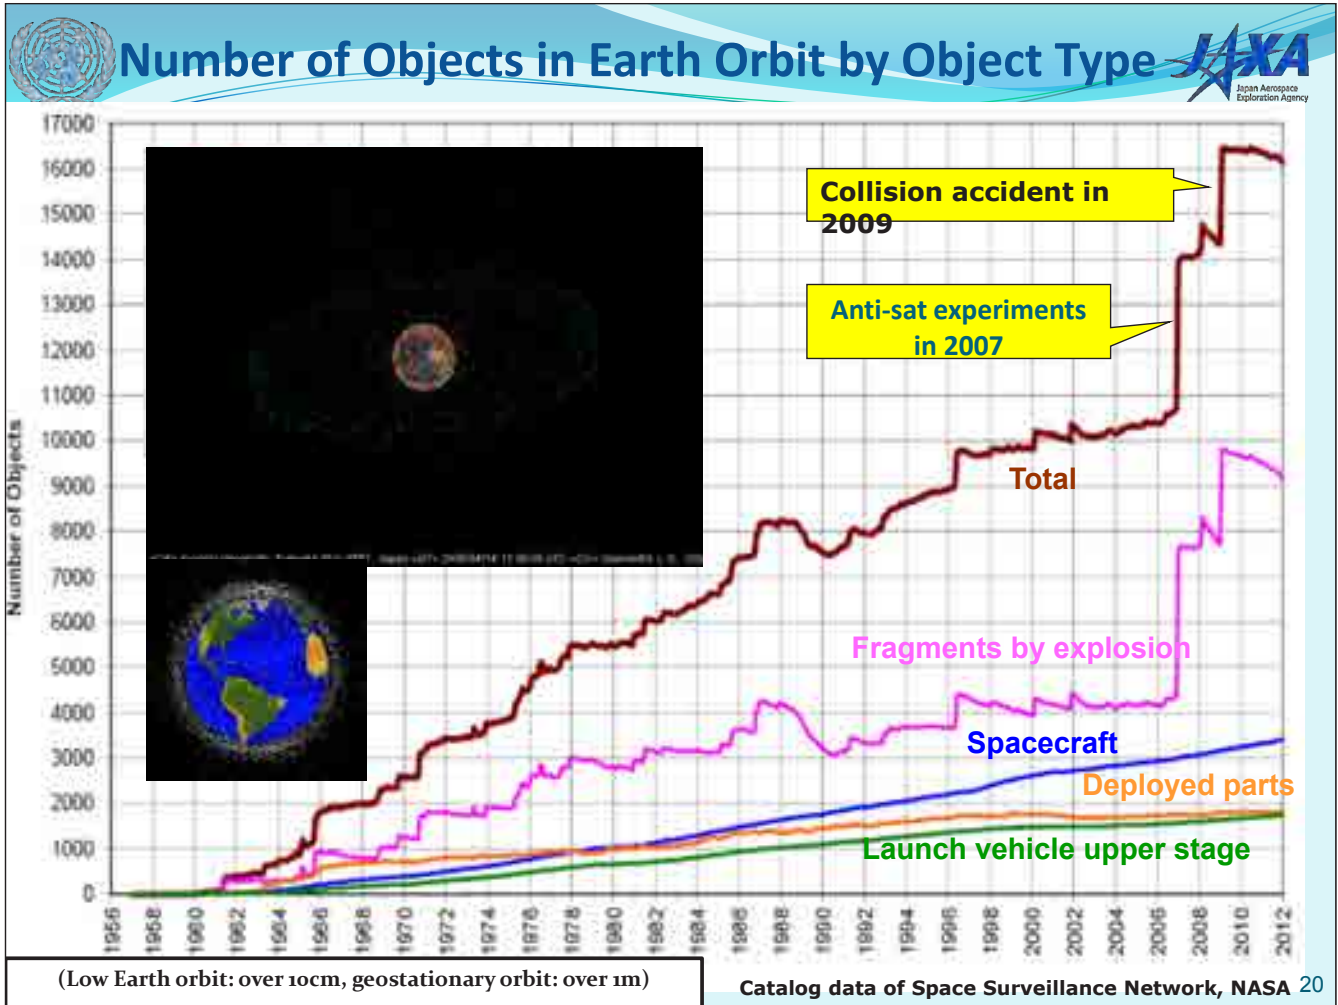 Number of Objects in Earth Orbit by Object Type
JAXA
Japan Aerospace
Exploration Agency
17000
16000
15000
14000
13000
12000
11000
10000
9000
8000
7000
6000
5000
4000
3000
2000
1000
0
Number of Objects
Collision accident in
2009
Anti-sat experiments
in 2007
Total
Fragments by explosion
Spacecraft
Deployed parts
Launch vehicle upper stage
1956 1958 1960 1962 1964 1966 1968 1970 1972 1974 1976 1978 1980 1982 1984 1986 1988 1990 1992 1994 1996 1998 2000 2002 2004 2006 2008 2010 2012
(Low Earth orbit: over 10cm, geostationary orbit: over 1m)
Catalog data of Space Surveillance Network, NASA
20